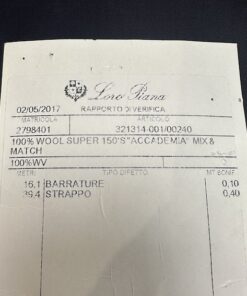 Loro Piana
02/05/2017 RAPPORTO DI VERIFICA
MATRICOLA ARTICOLO
2798401 321314-001/00240
100% WOOL SUPER 150'S"ACCADEMIA" MIX&
MATCH
100%WV
METRI TIPO DIFETTO MT BONIF.
16,1 BARRATURE 0,10
39,4 STRAPPO 0,40